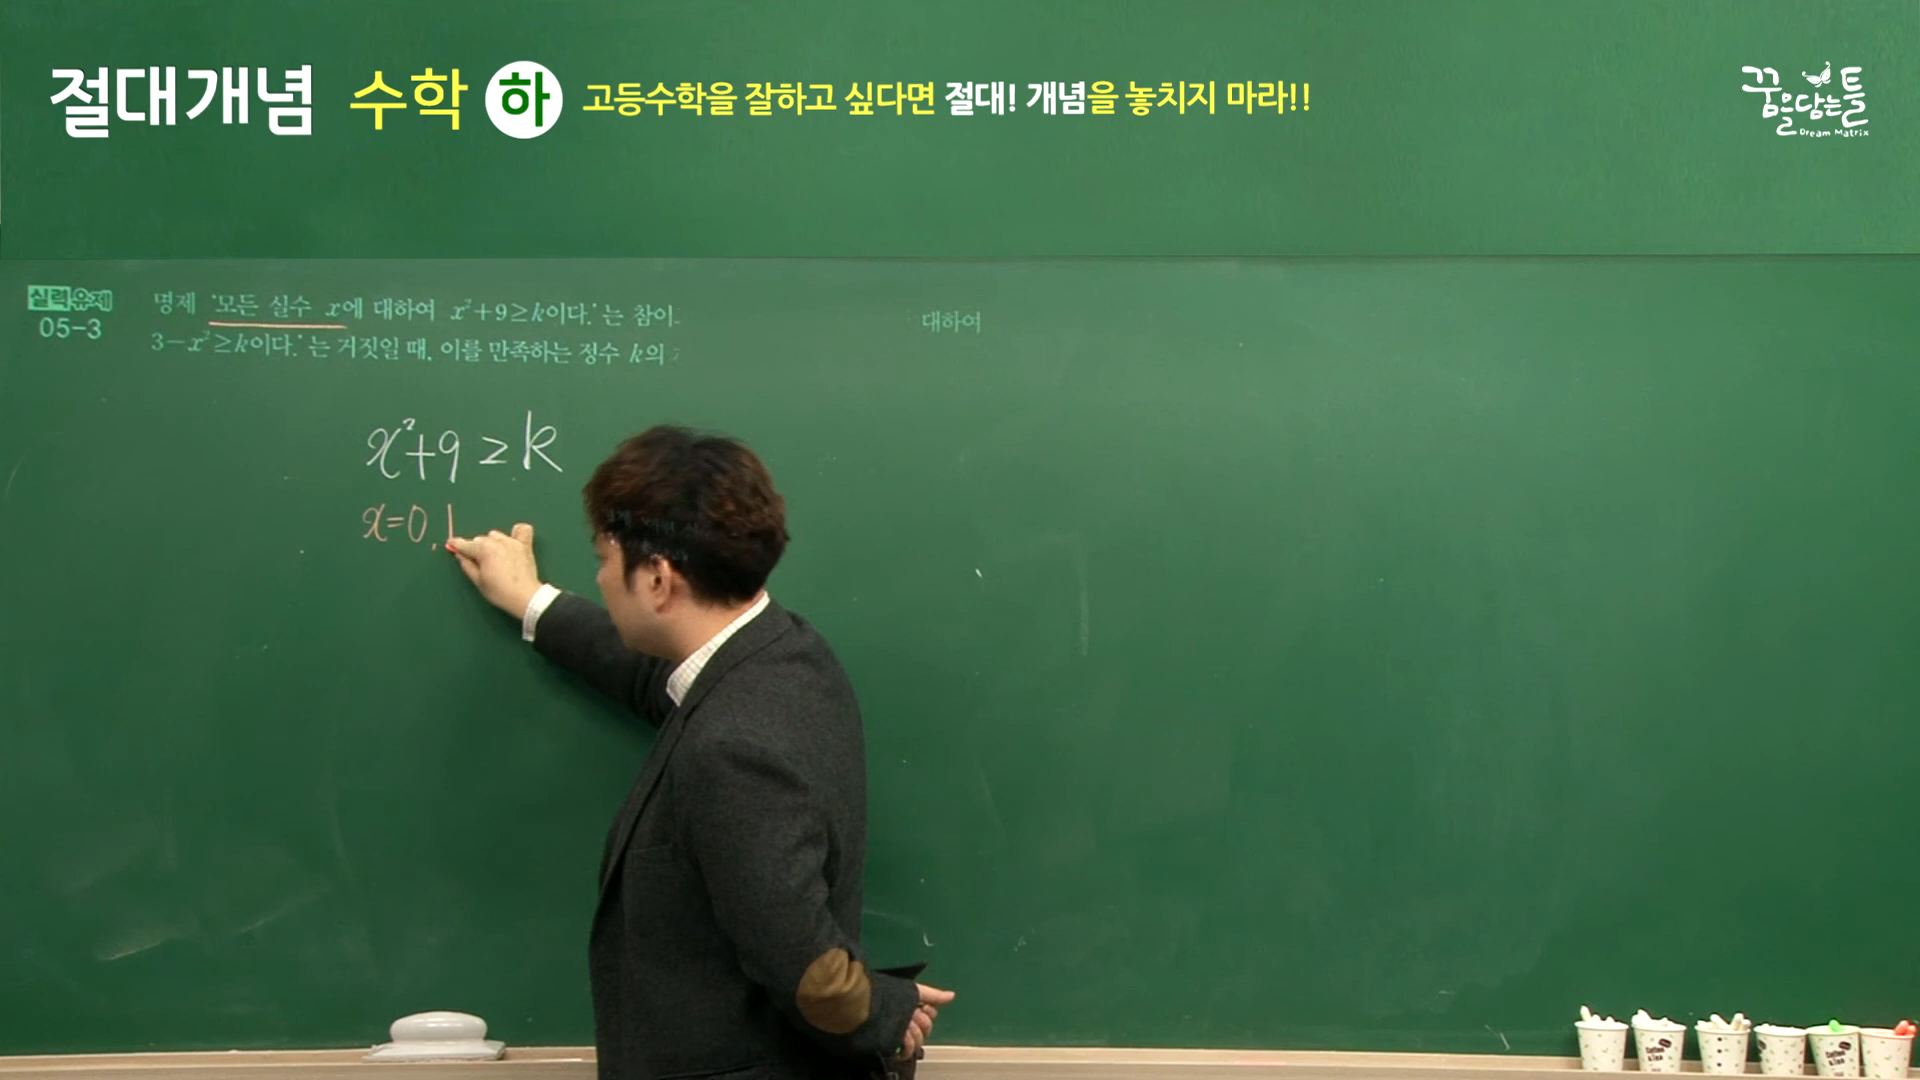 절대개념 수학 하 고등수학을 잘하고 싶다면 절대! 개념을 놓치지 마라!!
꿈을담는틀
Dream Matrix
실력유제
05-3
명제 '모든 실수 x에 대하여 x²+9≥k이다.'는 참이
대하여
3-x²≥k이다.'는 거짓일 때, 이를 만족하는 정수 k의
x²+9≥k
x=0, 1